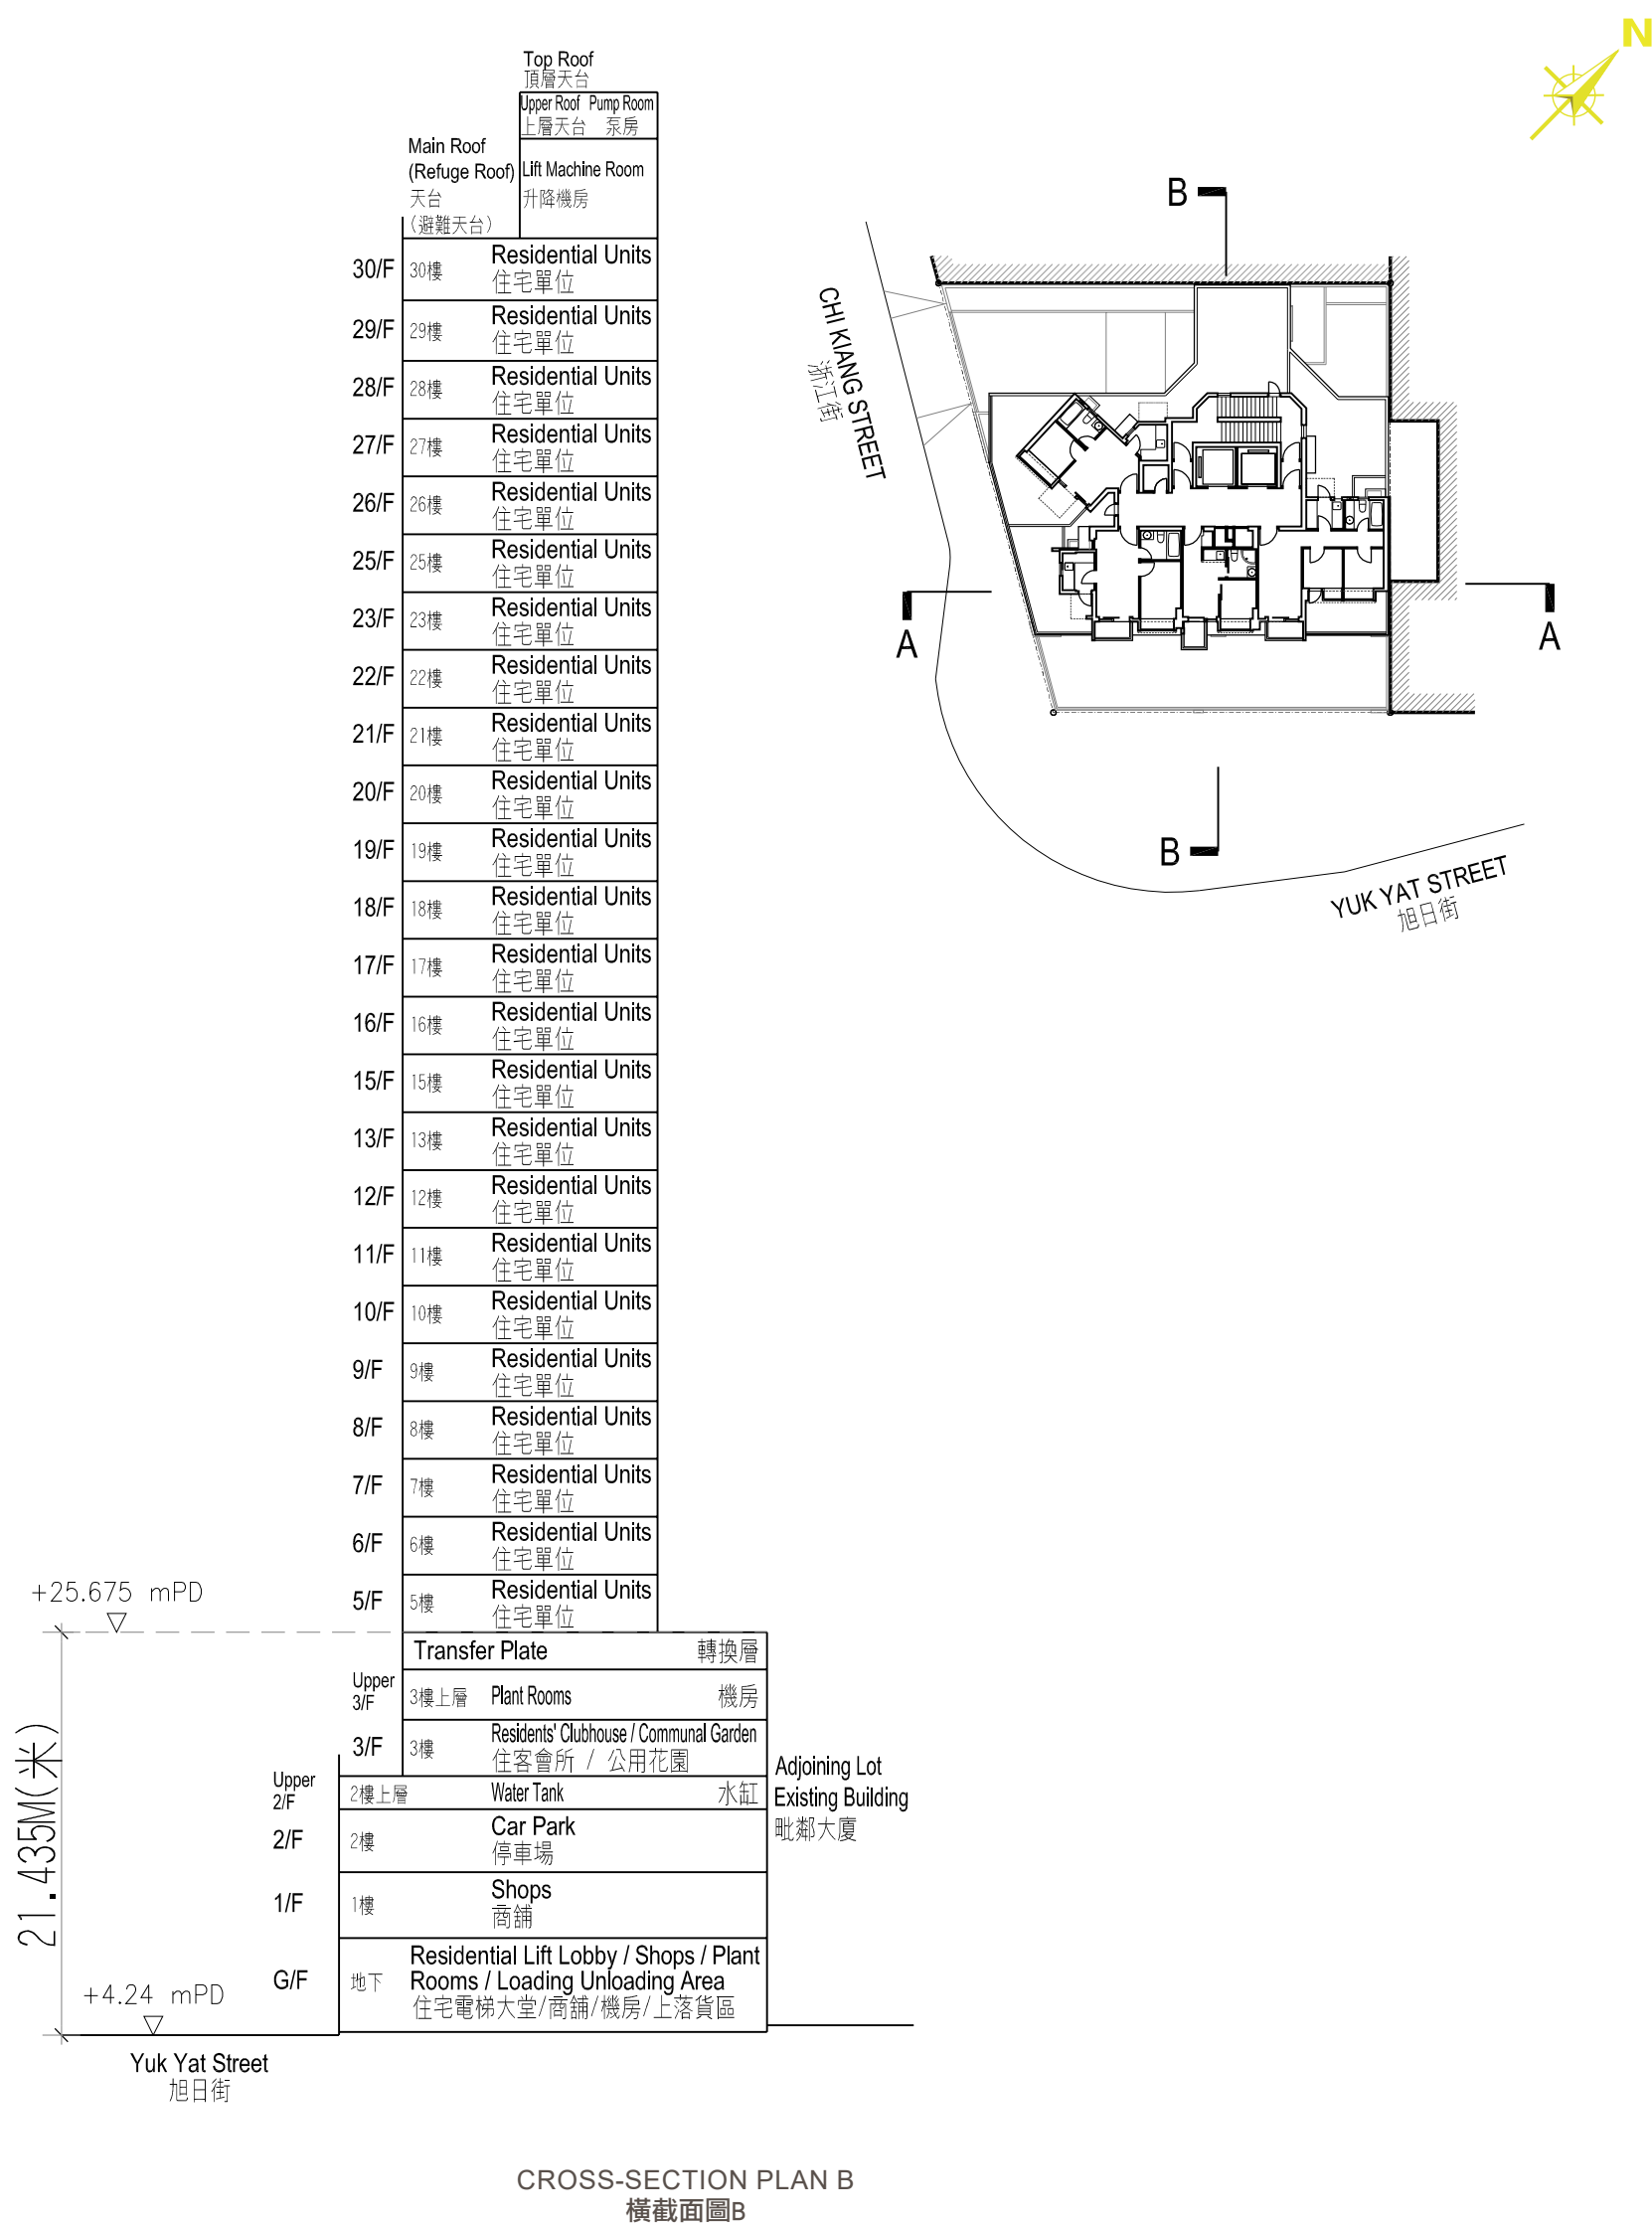 N
Top Roof
頂層天台
Upper Roof Pump Room
上層天台 泵房
Main Roof
(Refuge Roof)
天台
(避難天台)
Lift Machine Room
升降機房
30/F 30樓 Residential Units
住宅單位
29/F 29樓 Residential Units
住宅單位
28/F 28樓 Residential Units
住宅單位
27/F 27樓 Residential Units
住宅單位
26/F 26樓 Residential Units
住宅單位
25/F 25樓 Residential Units
住宅單位
23/F 23樓 Residential Units
住宅單位
22/F 22樓 Residential Units
住宅單位
21/F 21樓 Residential Units
住宅單位
20/F 20樓 Residential Units
住宅單位
19/F 19樓 Residential Units
住宅單位
18/F 18樓 Residential Units
住宅單位
17/F 17樓 Residential Units
住宅單位
16/F 16樓 Residential Units
住宅單位
15/F 15樓 Residential Units
住宅單位
13/F 13樓 Residential Units
住宅單位
12/F 12樓 Residential Units
住宅單位
11/F 11樓 Residential Units
住宅單位
10/F 10樓 Residential Units
住宅單位
9/F 9樓 Residential Units
住宅單位
8/F 8樓 Residential Units
住宅單位
7/F 7樓 Residential Units
住宅單位
6/F 6樓 Residential Units
住宅單位
5/F 5樓 Residential Units
住宅單位
+25.675 mPD
Transfer Plate 轉換層
Upper
3/F
3樓上層 Plant Rooms 機房
3/F 3樓 Residents' Clubhouse / Communal Garden
住客會所 / 公用花園
Upper
2/F
2樓上層 Water Tank 水缸
2/F 2樓 Car Park
停車場
1/F 1樓 Shops
商舖
G/F 地下 Residential Lift Lobby / Shops / Plant
Rooms / Loading Unloading Area
住宅電梯大堂/商舖/機房/上落貨區
Adjoining Lot
Existing Building
毗鄰大廈
21.435M(米)
+4.24 mPD
Yuk Yat Street
旭日街
B
CHI KIANG STREET
浙江街
A
A
B
YUK YAT STREET
旭日街
CROSS-SECTION PLAN B
橫截面圖B